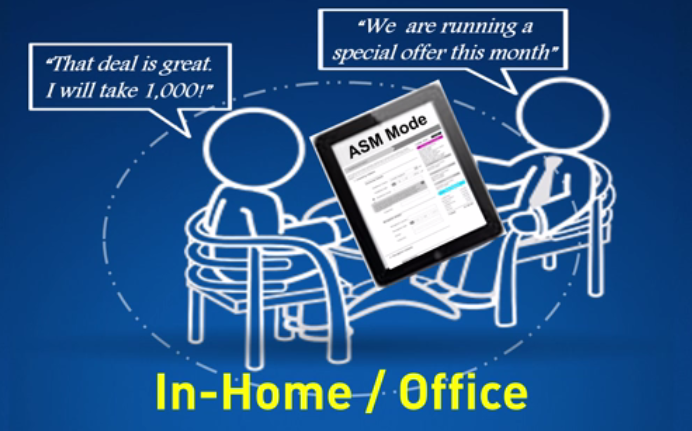 "We are running a
special offer this month"
"That deal is great.
I will take 1,000!"
ASM Mode
In-Home / Office